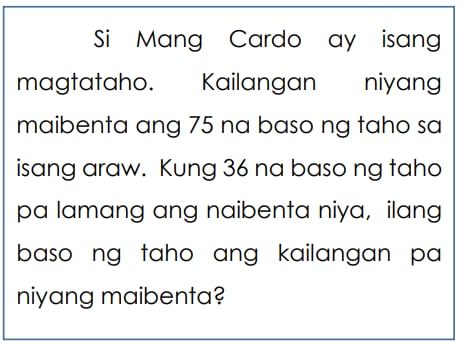 Si Mang Cardo ay isang
magtataho. Kailangan niyang
maibenta ang 75 na baso ng taho sa
isang araw. Kung 36 na baso ng taho
pa lamang ang naibenta niya, ilang
baso ng taho ang kailangan pa
niyang maibenta?